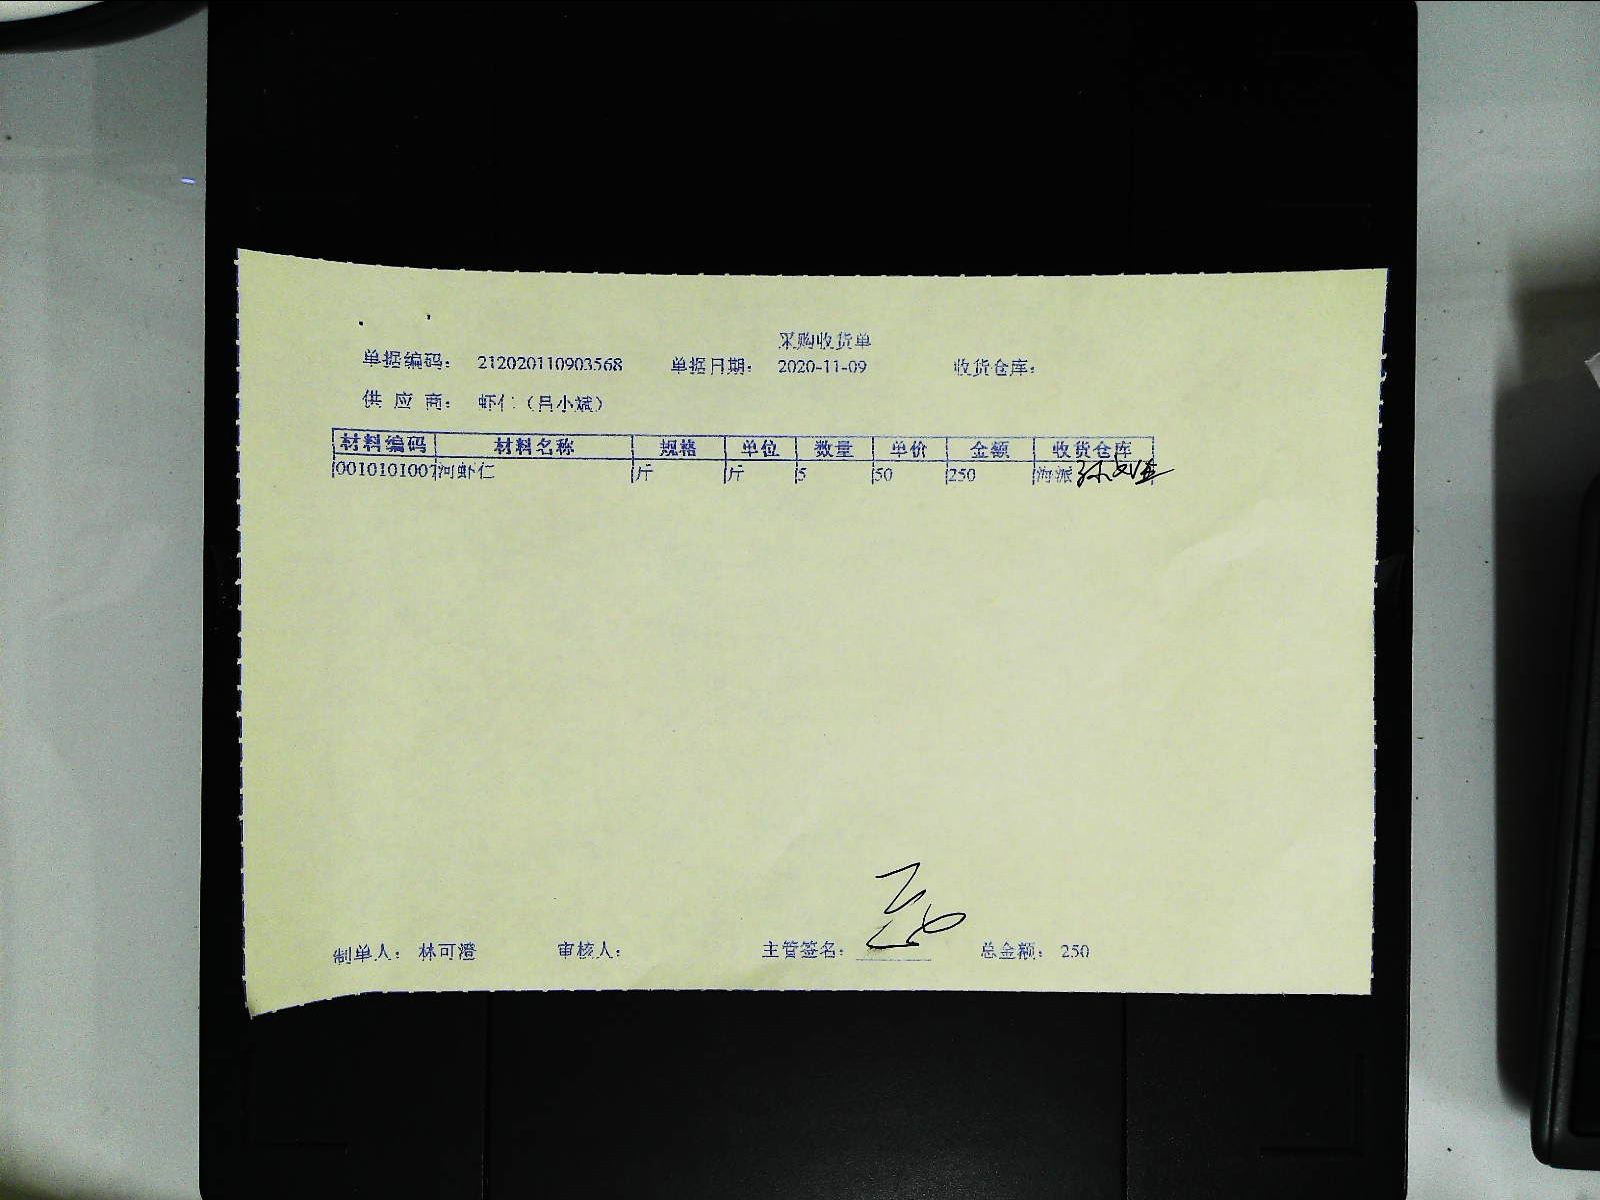 采购收货单
单据编码： 212020110903568 单据日期： 2020-11-09 收货仓库：
供 应 商： 虾仁（吕小斌）
材料编码 材料名称 规格 单位 数量 单价 金额 收货仓库
0010101007 河虾仁 斤 斤 5 50 250 海派
制单人： 林可澄 审核人： 主管签名： 总金额： 250